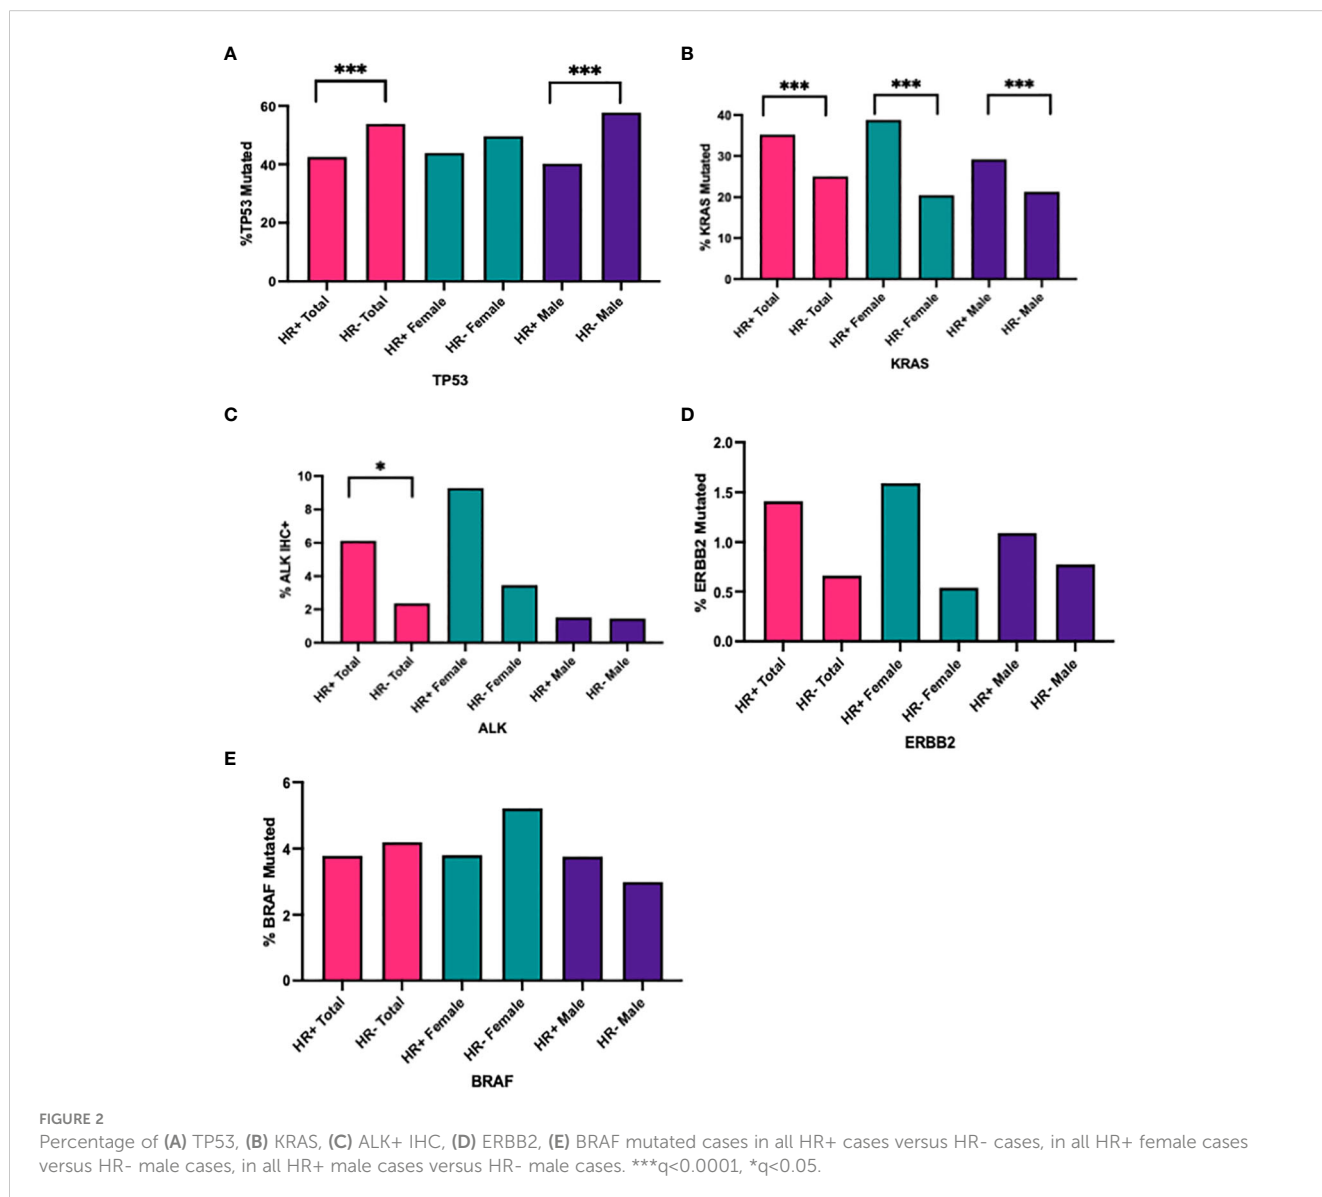 A
***
***
60
40
20
0
%TP53 Mutated
HR+ Total
HR- Total
HR+ Female
HR- Female
HR+ Male
HR- Male
TP53
B
***
***
***
40
30
20
10
0
% KRAS Mutated
HR+ Total
HR- Total
HR+ Female
HR- Female
HR+ Male
HR- Male
KRAS
C
*
10
8
6
4
2
0
% ALK IHC+
HR+ Total
HR- Total
HR+ Female
HR- Female
HR+ Male
HR- Male
ALK
D
2.0
1.5
1.0
0.5
0.0
% ERBB2 Mutated
HR+ Total
HR- Total
HR+ Female
HR- Female
HR+ Male
HR- Male
ERBB2
E
6
4
2
0
% BRAF Mutated
HR+ Total
HR- Total
HR+ Female
HR- Female
HR+ Male
HR- Male
BRAF
FIGURE 2
Percentage of (A) TP53, (B) KRAS, (C) ALK+ IHC, (D) ERBB2, (E) BRAF mutated cases in all HR+ cases versus HR- cases, in all HR+ female cases
versus HR- male cases, in all HR+ male cases versus HR- male cases. ***q<0.0001, *q<0.05.